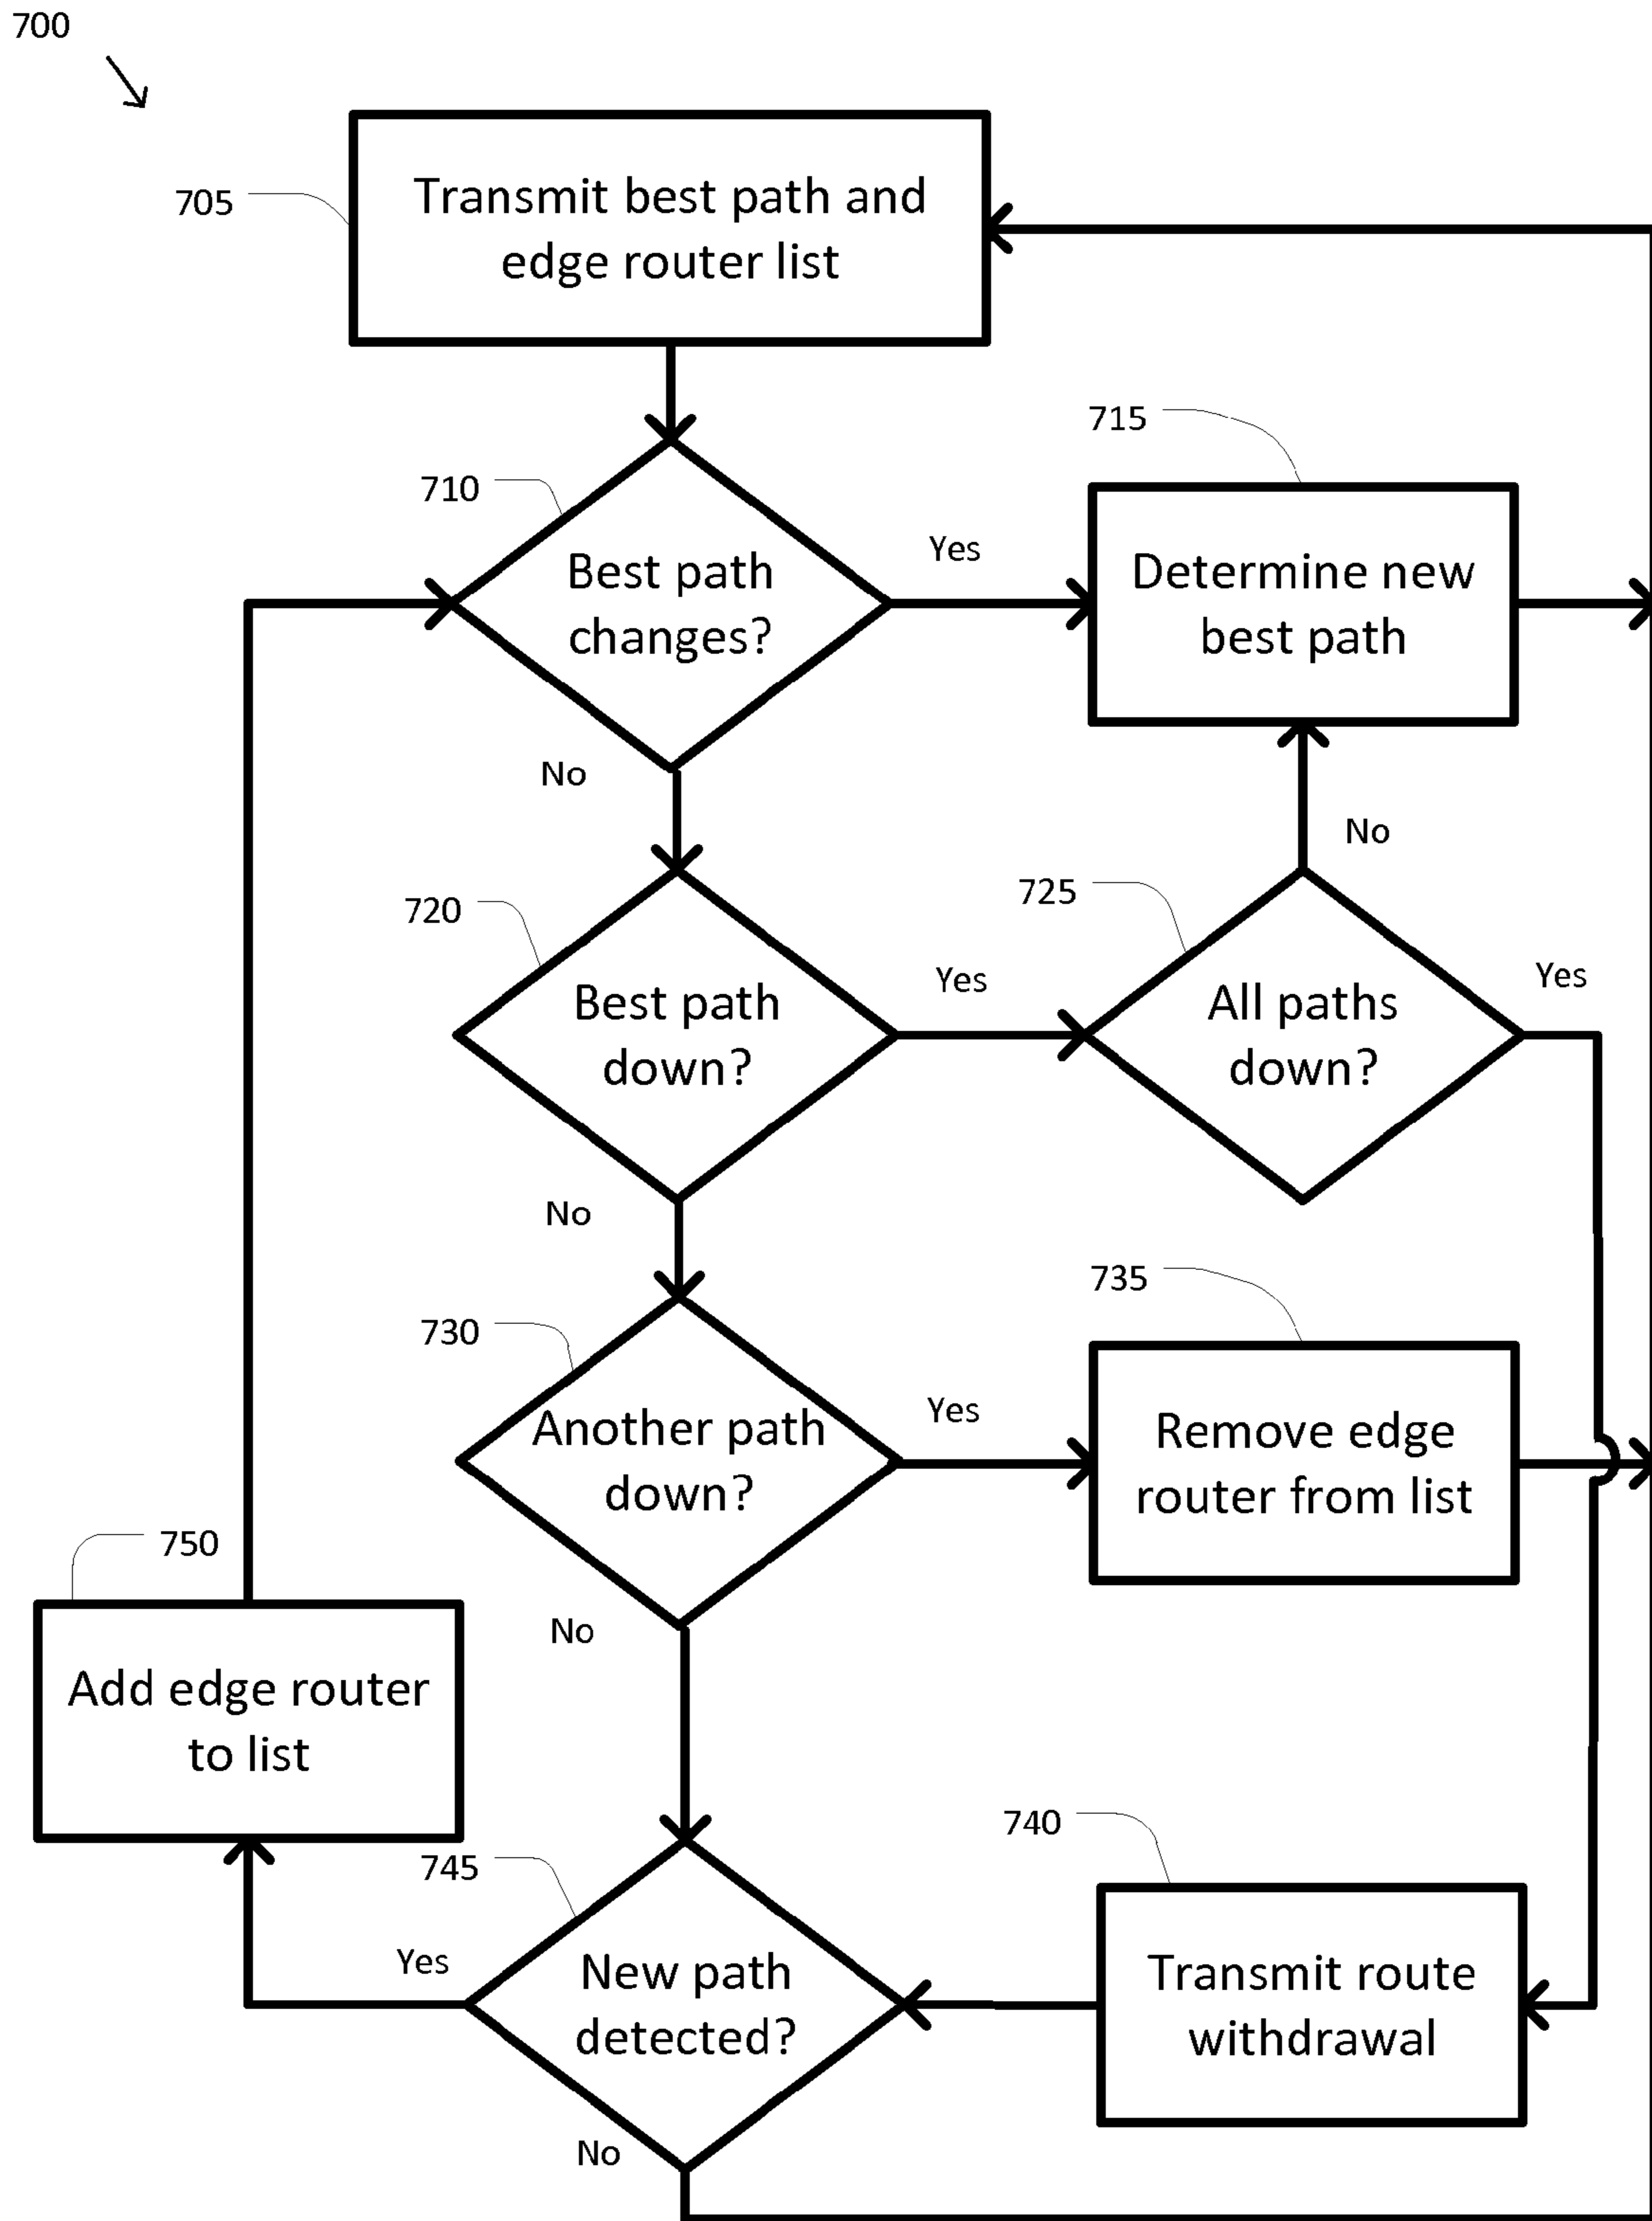 700
705
Transmit best path and
edge router list
710
Best path
changes?
Yes
715
Determine new
best path
No
720
Best path
down?
Yes
725
All paths
down?
No
Yes
No
730
Another path
down?
Yes
735
Remove edge
router from list
No
750
Add edge router
to list
745
New path
detected?
Yes
740
Transmit route
withdrawal
No